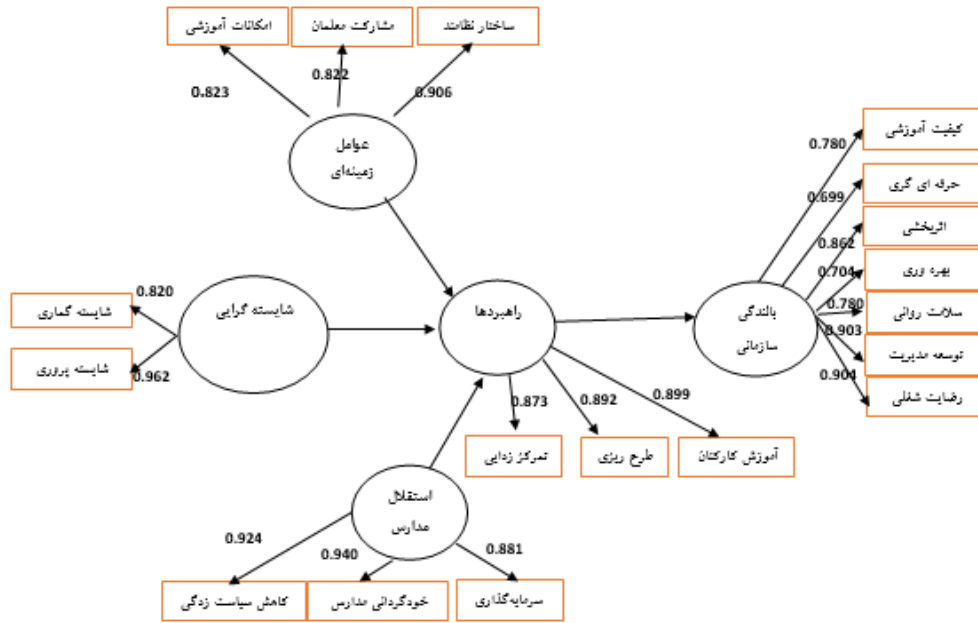 امکانات آموزشی
مشارکت معلمان
ساختار نظامند
0.823
0.822
0.906
عوامل
زمینه‌ای
کیفیت آموزشی
0.780
حرفه ای گری
0.699
اثربخشی
0.862
بهره وری
0.704
سلامت روانی
0.780
توسعه مدیریت
0.903
رضایت شغلی
0.904
بالندگی
سازمانی
راهبردها
شایسته گرایی
شایسته گماری
0.820
شایسته پروری
0.962
0.873
0.892
0.899
تمرکز زدایی
طرح ریزی
آموزش کارکنان
استقلال
مدارس
0.924
0.940
0.881
کاهش سیاست زدگی
خودگردانی مدارس
سرمایه‌گذاری